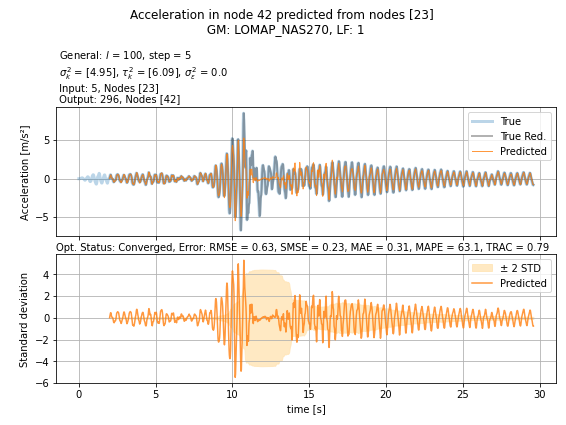 Acceleration in node 42 predicted from nodes [23]
GM: LOMAP_NAS270, LF: 1
General: l = 100, step = 5
σ²ₖ = [4.95], τ²ₖ = [6.09], σ²ε = 0.0
Input: 5, Nodes [23]
Output: 296, Nodes [42]
Acceleration [m/s²]
5
0
−5
True
True Red.
Predicted
Opt. Status: Converged, Error: RMSE = 0.63, SMSE = 0.23, MAE = 0.31, MAPE = 63.1, TRAC = 0.79
Standard deviation
4
2
0
−2
−4
−6
± 2 STD
Predicted
0 5 10 15 20 25 30
time [s]